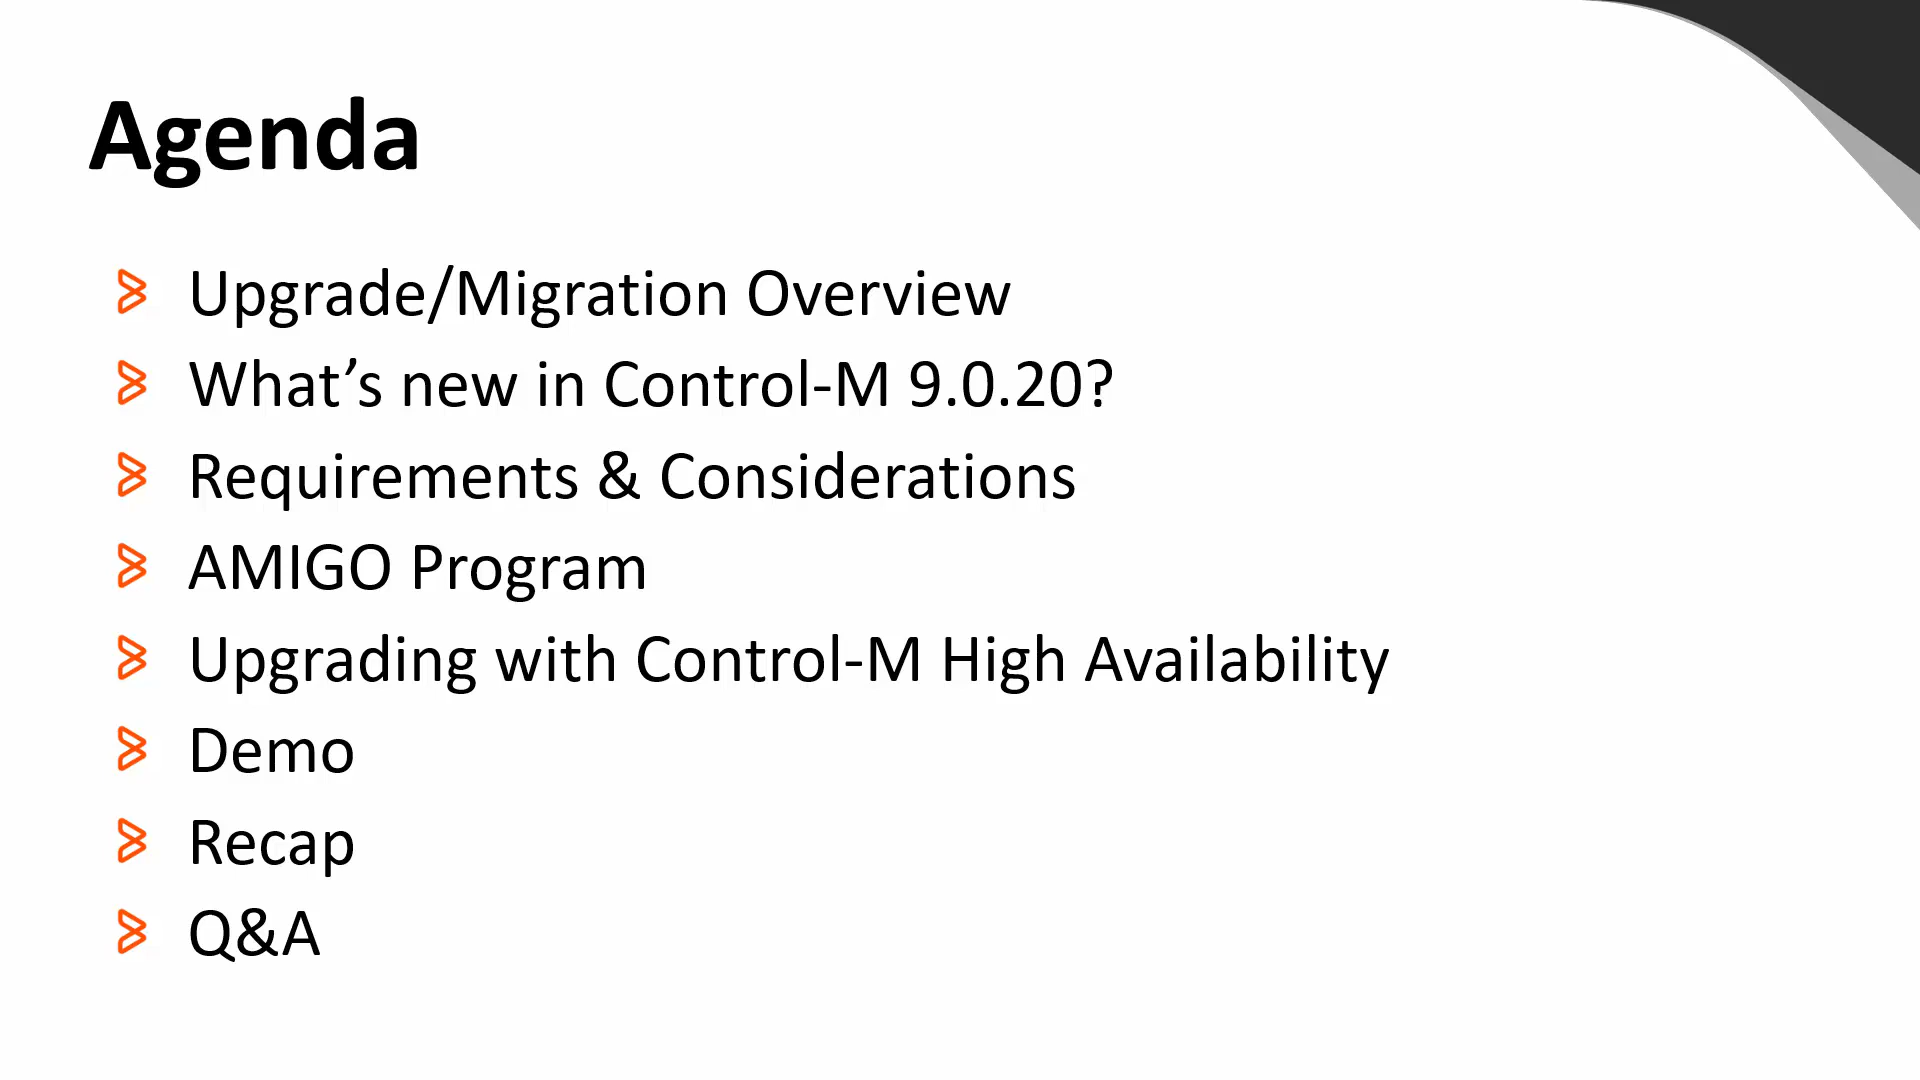 Agenda
Upgrade/Migration Overview
What’s new in Control-M 9.0.20?
Requirements & Considerations
AMIGO Program
Upgrading with Control-M High Availability
Demo
Recap
Q&A